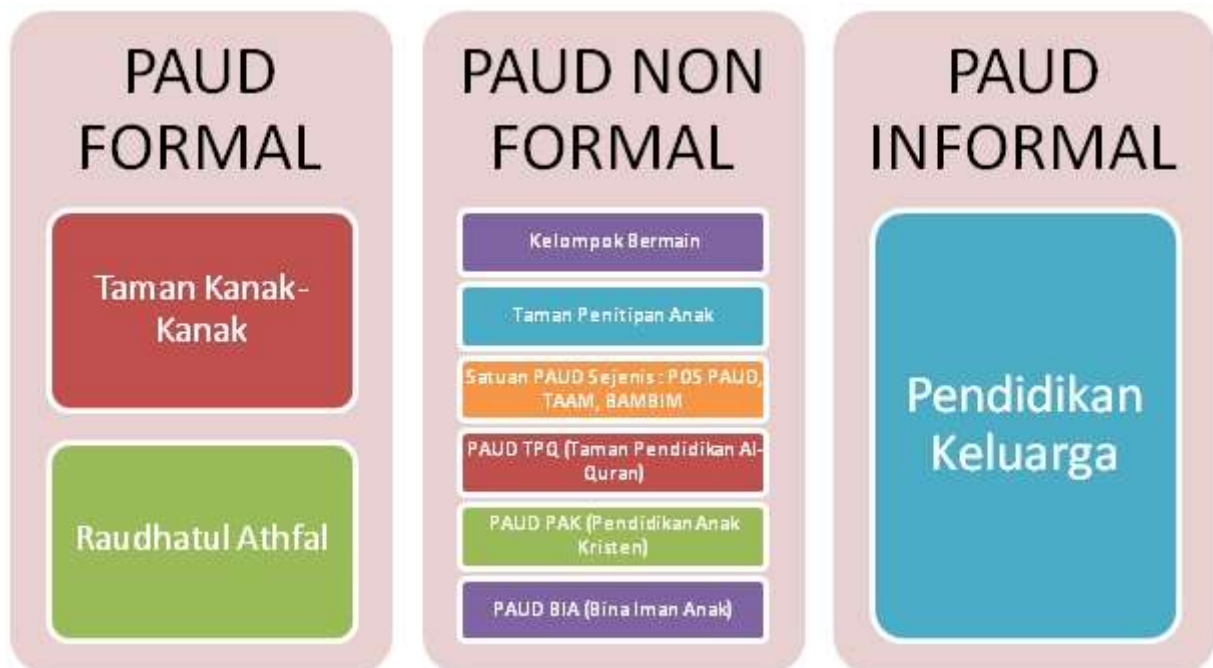 PAUD
FORMAL
Taman Kanak-
Kanak
Raudhatul Athfal
PAUD NON
FORMAL
Kelompok Bermain
Taman Penitipan Anak
Satuan PAUD Sejenis : POS PAUD,
TAAM, BAMBIM
PAUD TPQ (Taman Pendidikan Al-
Quran)
PAUD PAK (Pendidikan Anak
Kristen)
PAUD BIA (Bina Iman Anak)
PAUD
INFORMAL
Pendidikan
Keluarga